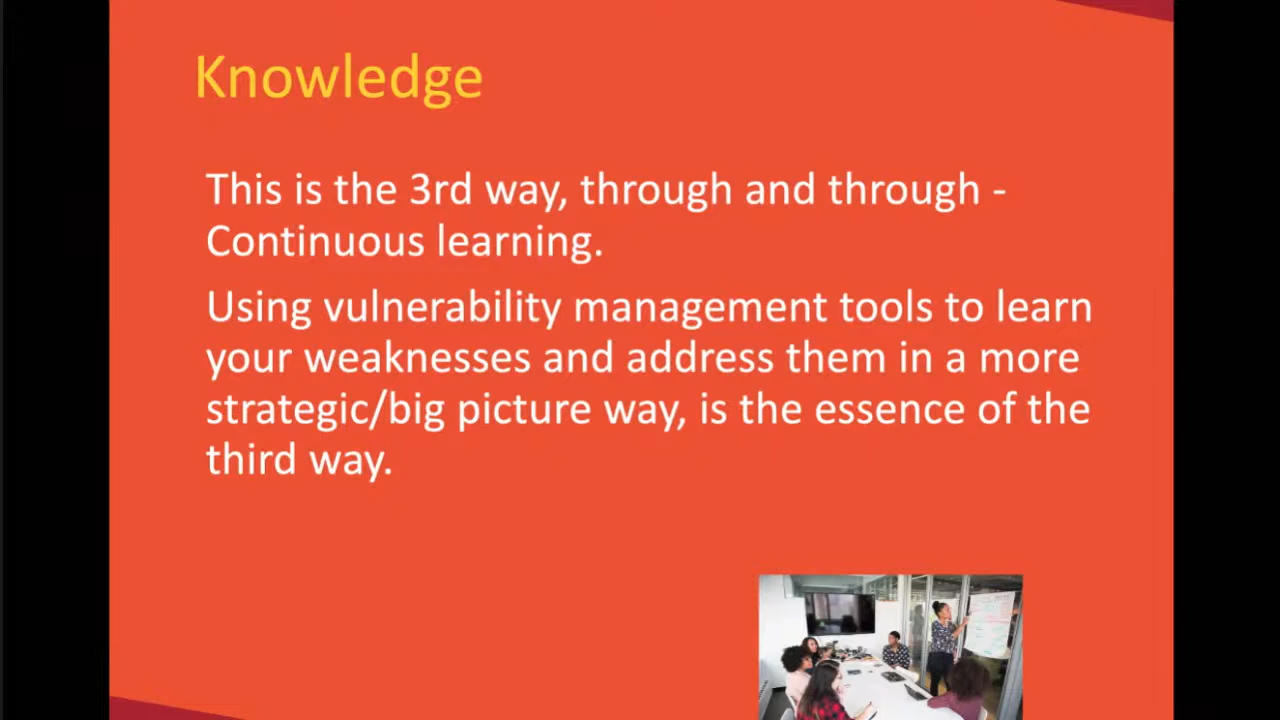 Knowledge
This is the 3rd way, through and through -
Continuous learning.
Using vulnerability management tools to learn
your weaknesses and address them in a more
strategic/big picture way, is the essence of the
third way.